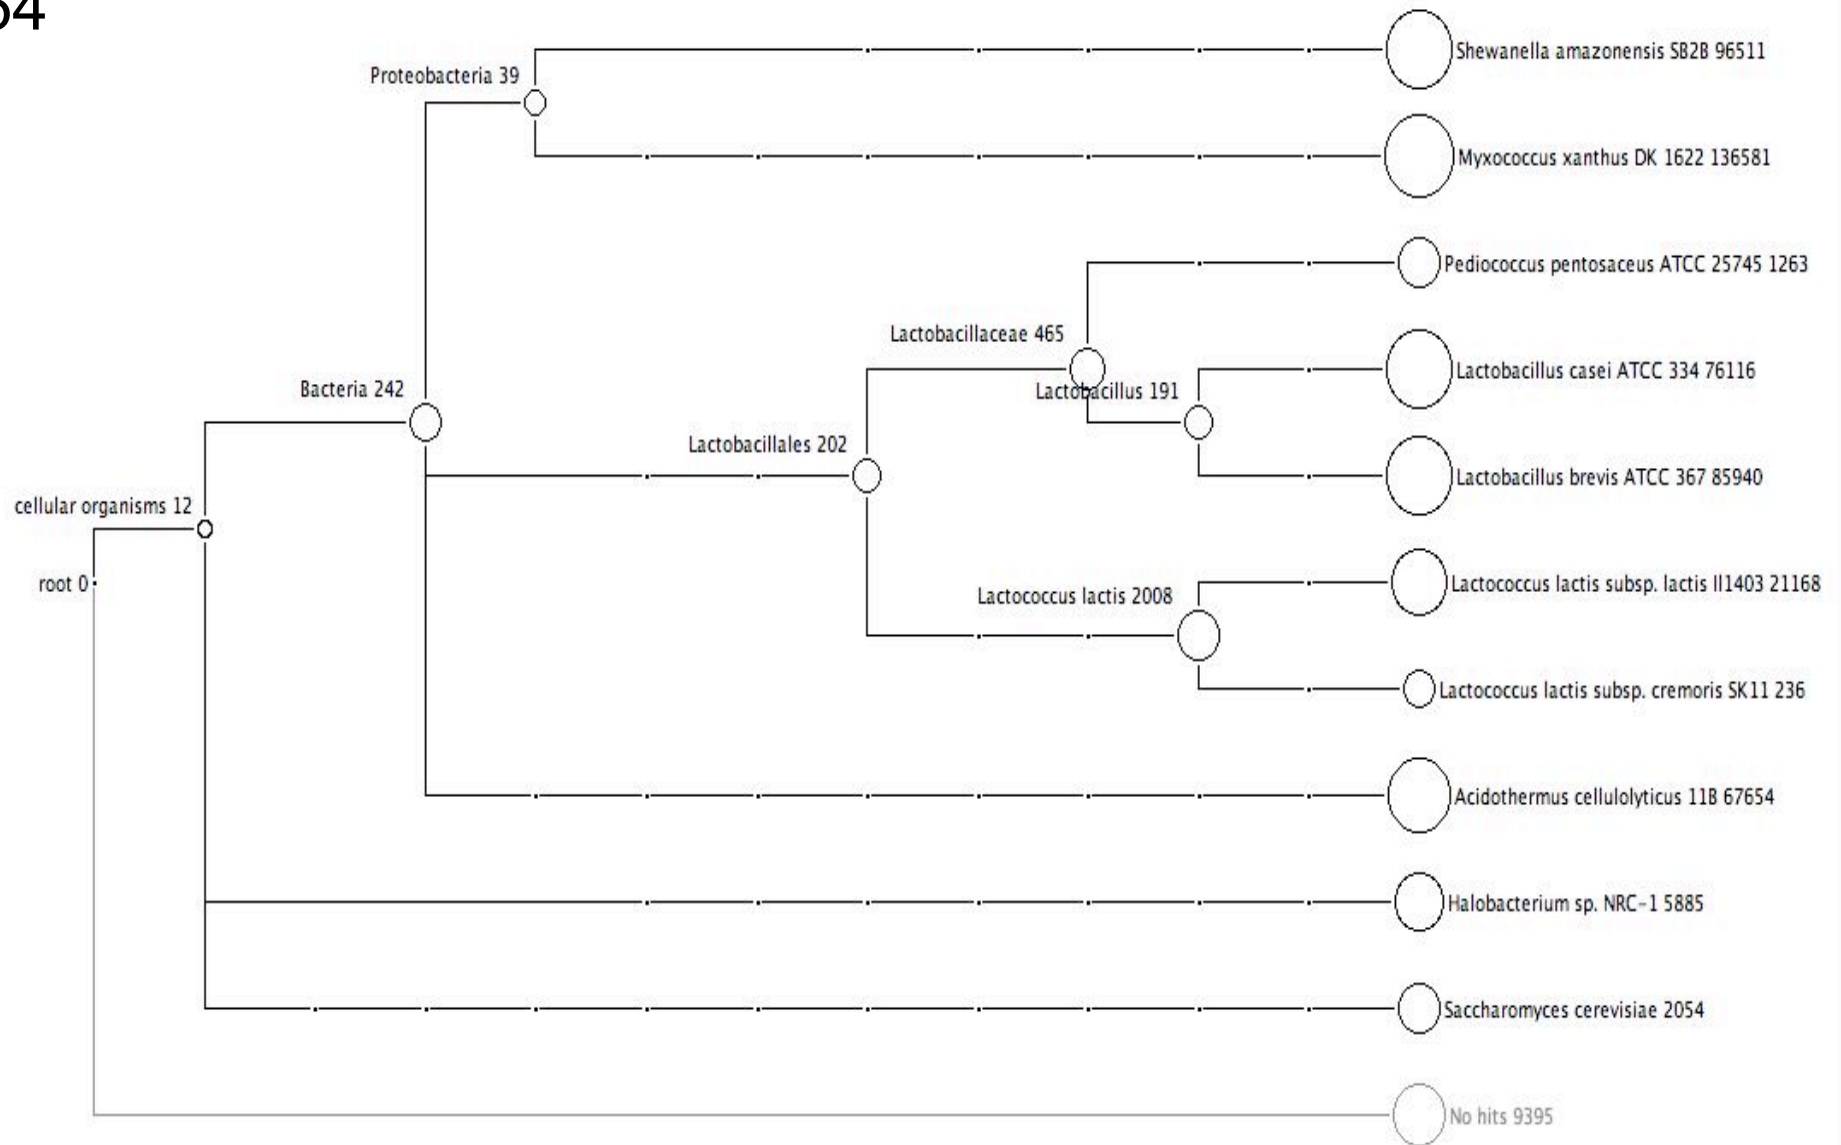 Shewanella amazonensis SB2B 96511
Proteobacteria 39
Myxococcus xanthus DK 1622 136581
Pediococcus pentosaceus ATCC 25745 1263
Lactobacillaceae 465
Lactobacillus casei ATCC 334 76116
Bacteria 242
Lactobacillus 191
Lactobacillales 202
Lactobacillus brevis ATCC 367 85940
cellular organisms 12
root 0
Lactococcus lactis subsp. lactis Il1403 21168
Lactococcus lactis 2008
Lactococcus lactis subsp. cremoris SK11 236
Acidothermus cellulolyticus 11B 67654
Halobacterium sp. NRC-1 5885
Saccharomyces cerevisiae 2054
No hits 9395